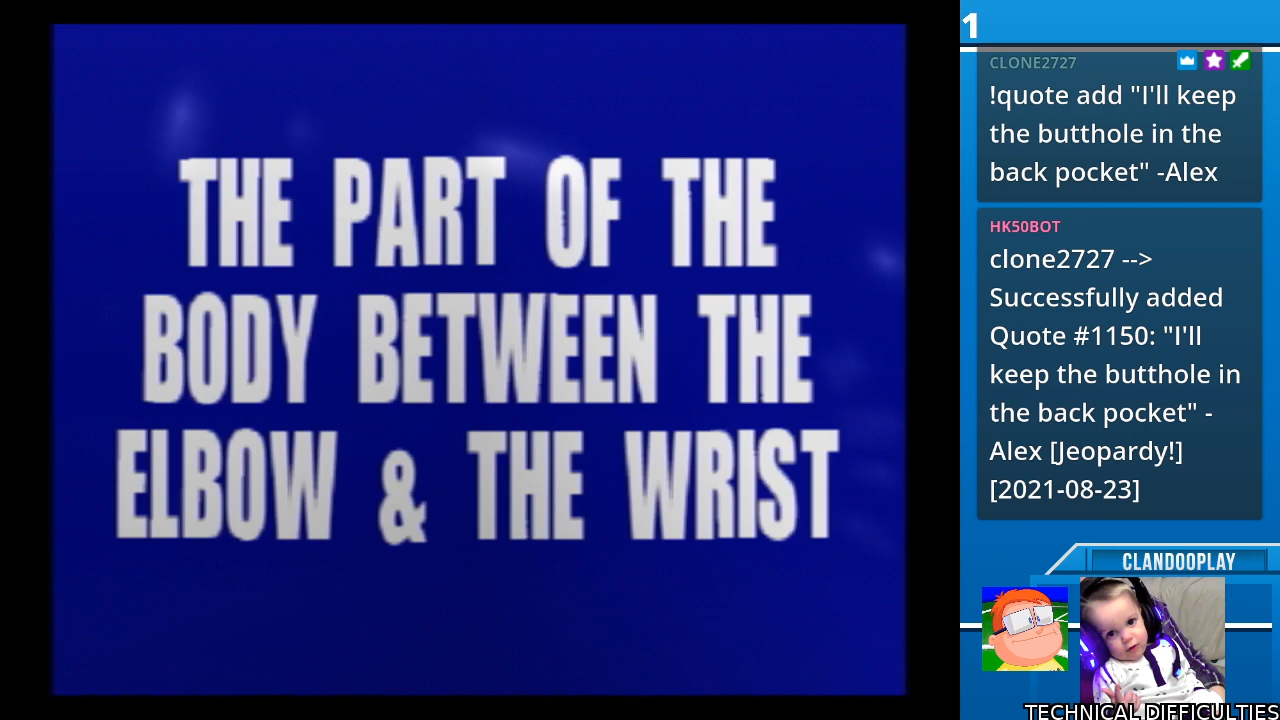 THE PART OF THE
BODY BETWEEN THE
ELBOW & THE WRIST
1
CLONE2727
!quote add "I'll keep
the butthole in the
back pocket" -Alex
HK50BOT
clone2727 -->
Successfully added
Quote #1150: "I'll
keep the butthole in
the back pocket" -
Alex [Jeopardy!]
[2021-08-23]
CLANDOOPLAY
TECHNICAL DIFFICULTIES